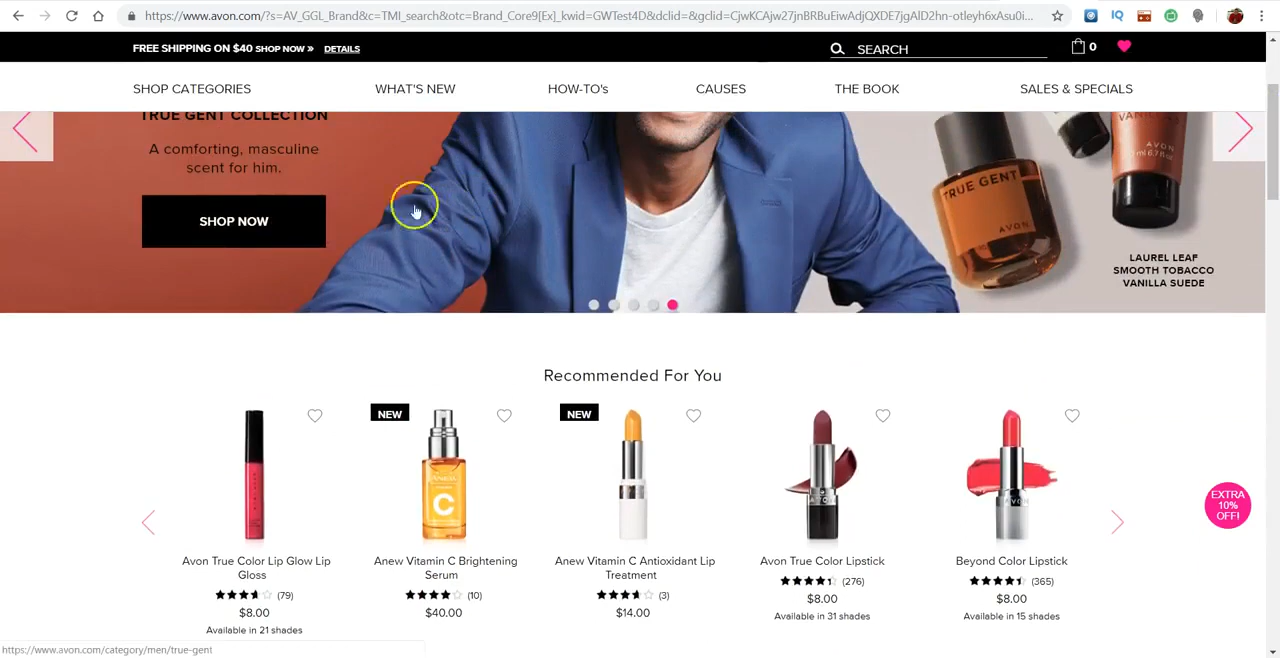 https://www.avon.com/?s=AV_GGL_Brand&c=TMI_search&otc=Brand_Core9[Ex]_kwid=GWTest4D&dclid=&gclid=CjwKCAjw27jnBRBuEiwAdjQXDE7jgAlD2hn-otleyh6xAsu0i...
IQ
FREE SHIPPING ON $40 SHOP NOW » DETAILS
SEARCH
0
SHOP CATEGORIES
WHAT'S NEW
HOW-TO's
CAUSES
THE BOOK
SALES & SPECIALS
TRUE GENT COLLECTION
A comforting, masculine
scent for him.
SHOP NOW
TRUE GENT
AVON
AVON
LAUREL LEAF
SMOOTH TOBACCO
VANILLA SUEDE
Recommended For You
NEW
NEW
C
EXTRA
10%
OFF!
Avon True Color Lip Glow Lip
Gloss
(79)
$8.00
Available in 21 shades
Anew Vitamin C Brightening
Serum
(10)
$40.00
Anew Vitamin C Antioxidant Lip
Treatment
(3)
$14.00
Avon True Color Lipstick
(276)
$8.00
Available in 31 shades
Beyond Color Lipstick
(365)
$8.00
Available in 15 shades
https://www.avon.com/category/men/true-gent